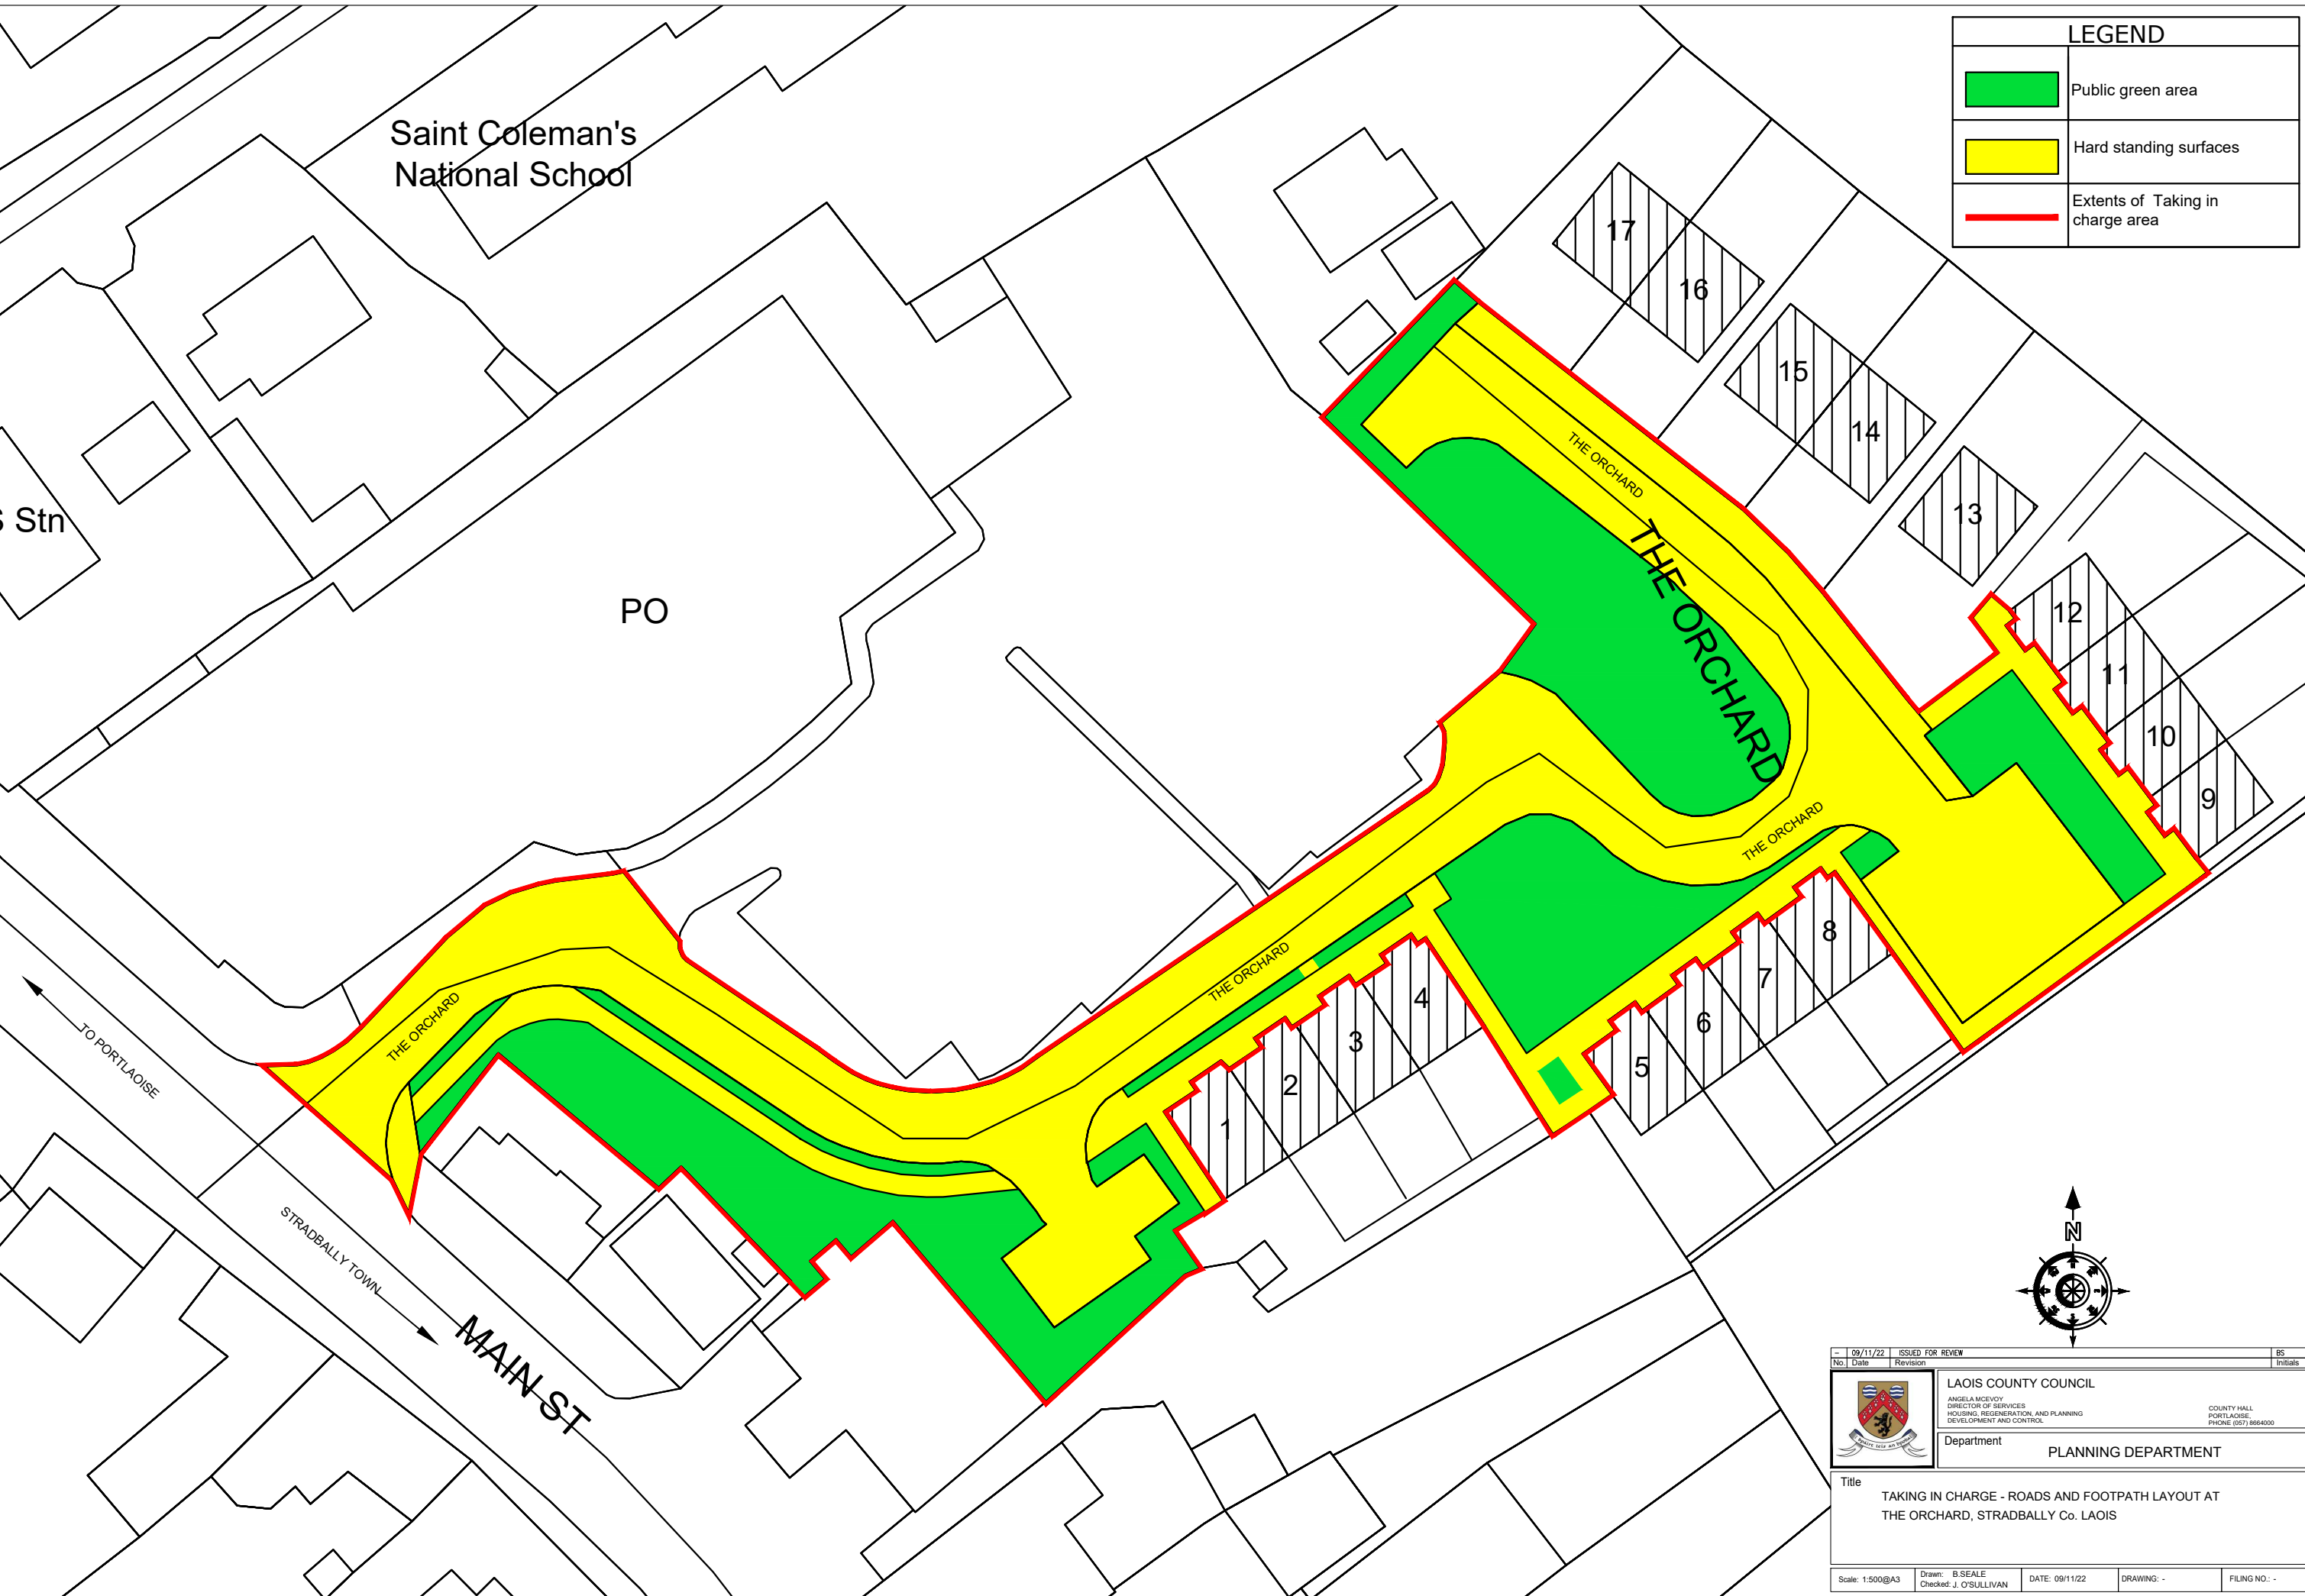 LEGEND
Public green area
Hard standing surfaces
Extents of Taking in
charge area
Saint Coleman's
National School
S Stn
PO
17
16
15
14
13
12
11
10
9
THE ORCHARD
THE ORCHARD
THE ORCHARD
THE ORCHARD
THE ORCHARD
8
7
6
5
4
3
2
1
TO PORTLAOISE
STRADBALLY TOWN
MAIN ST
N
- 09/11/22 ISSUED FOR REVIEW BS
No. Date Revision Initials
LAOIS COUNTY COUNCIL
ANGELA MCEVOY
DIRECTOR OF SERVICES
HOUSING, REGENERATION, AND PLANNING
DEVELOPMENT AND CONTROL
COUNTY HALL
PORTLAOISE,
PHONE (057) 8664000
Department
PLANNING DEPARTMENT
Title
TAKING IN CHARGE - ROADS AND FOOTPATH LAYOUT AT
THE ORCHARD, STRADBALLY Co. LAOIS
Scale: 1:500@A3
Drawn: B.SEALE
Checked: J. O'SULLIVAN
DATE: 09/11/22
DRAWING: -
FILING NO.: -